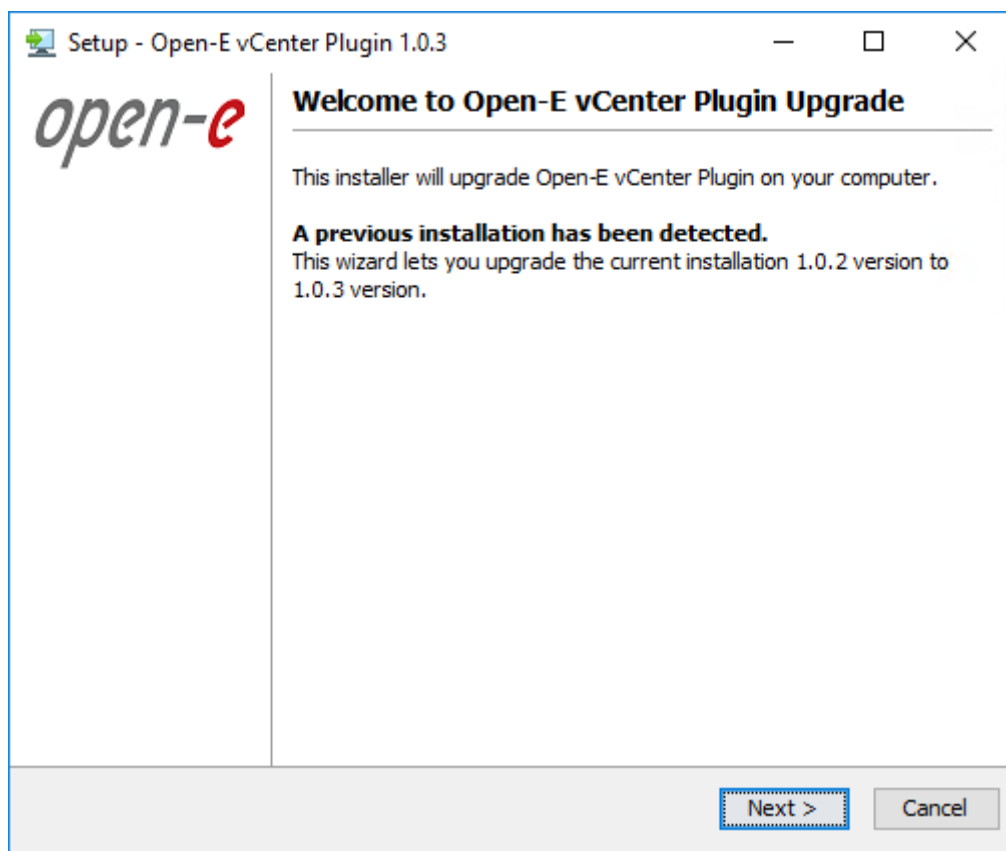 Setup - Open-E vCenter Plugin 1.0.3
open-e
Welcome to Open-E vCenter Plugin Upgrade
This installer will upgrade Open-E vCenter Plugin on your computer.
A previous installation has been detected.
This wizard lets you upgrade the current installation 1.0.2 version to
1.0.3 version.
Next >
Cancel